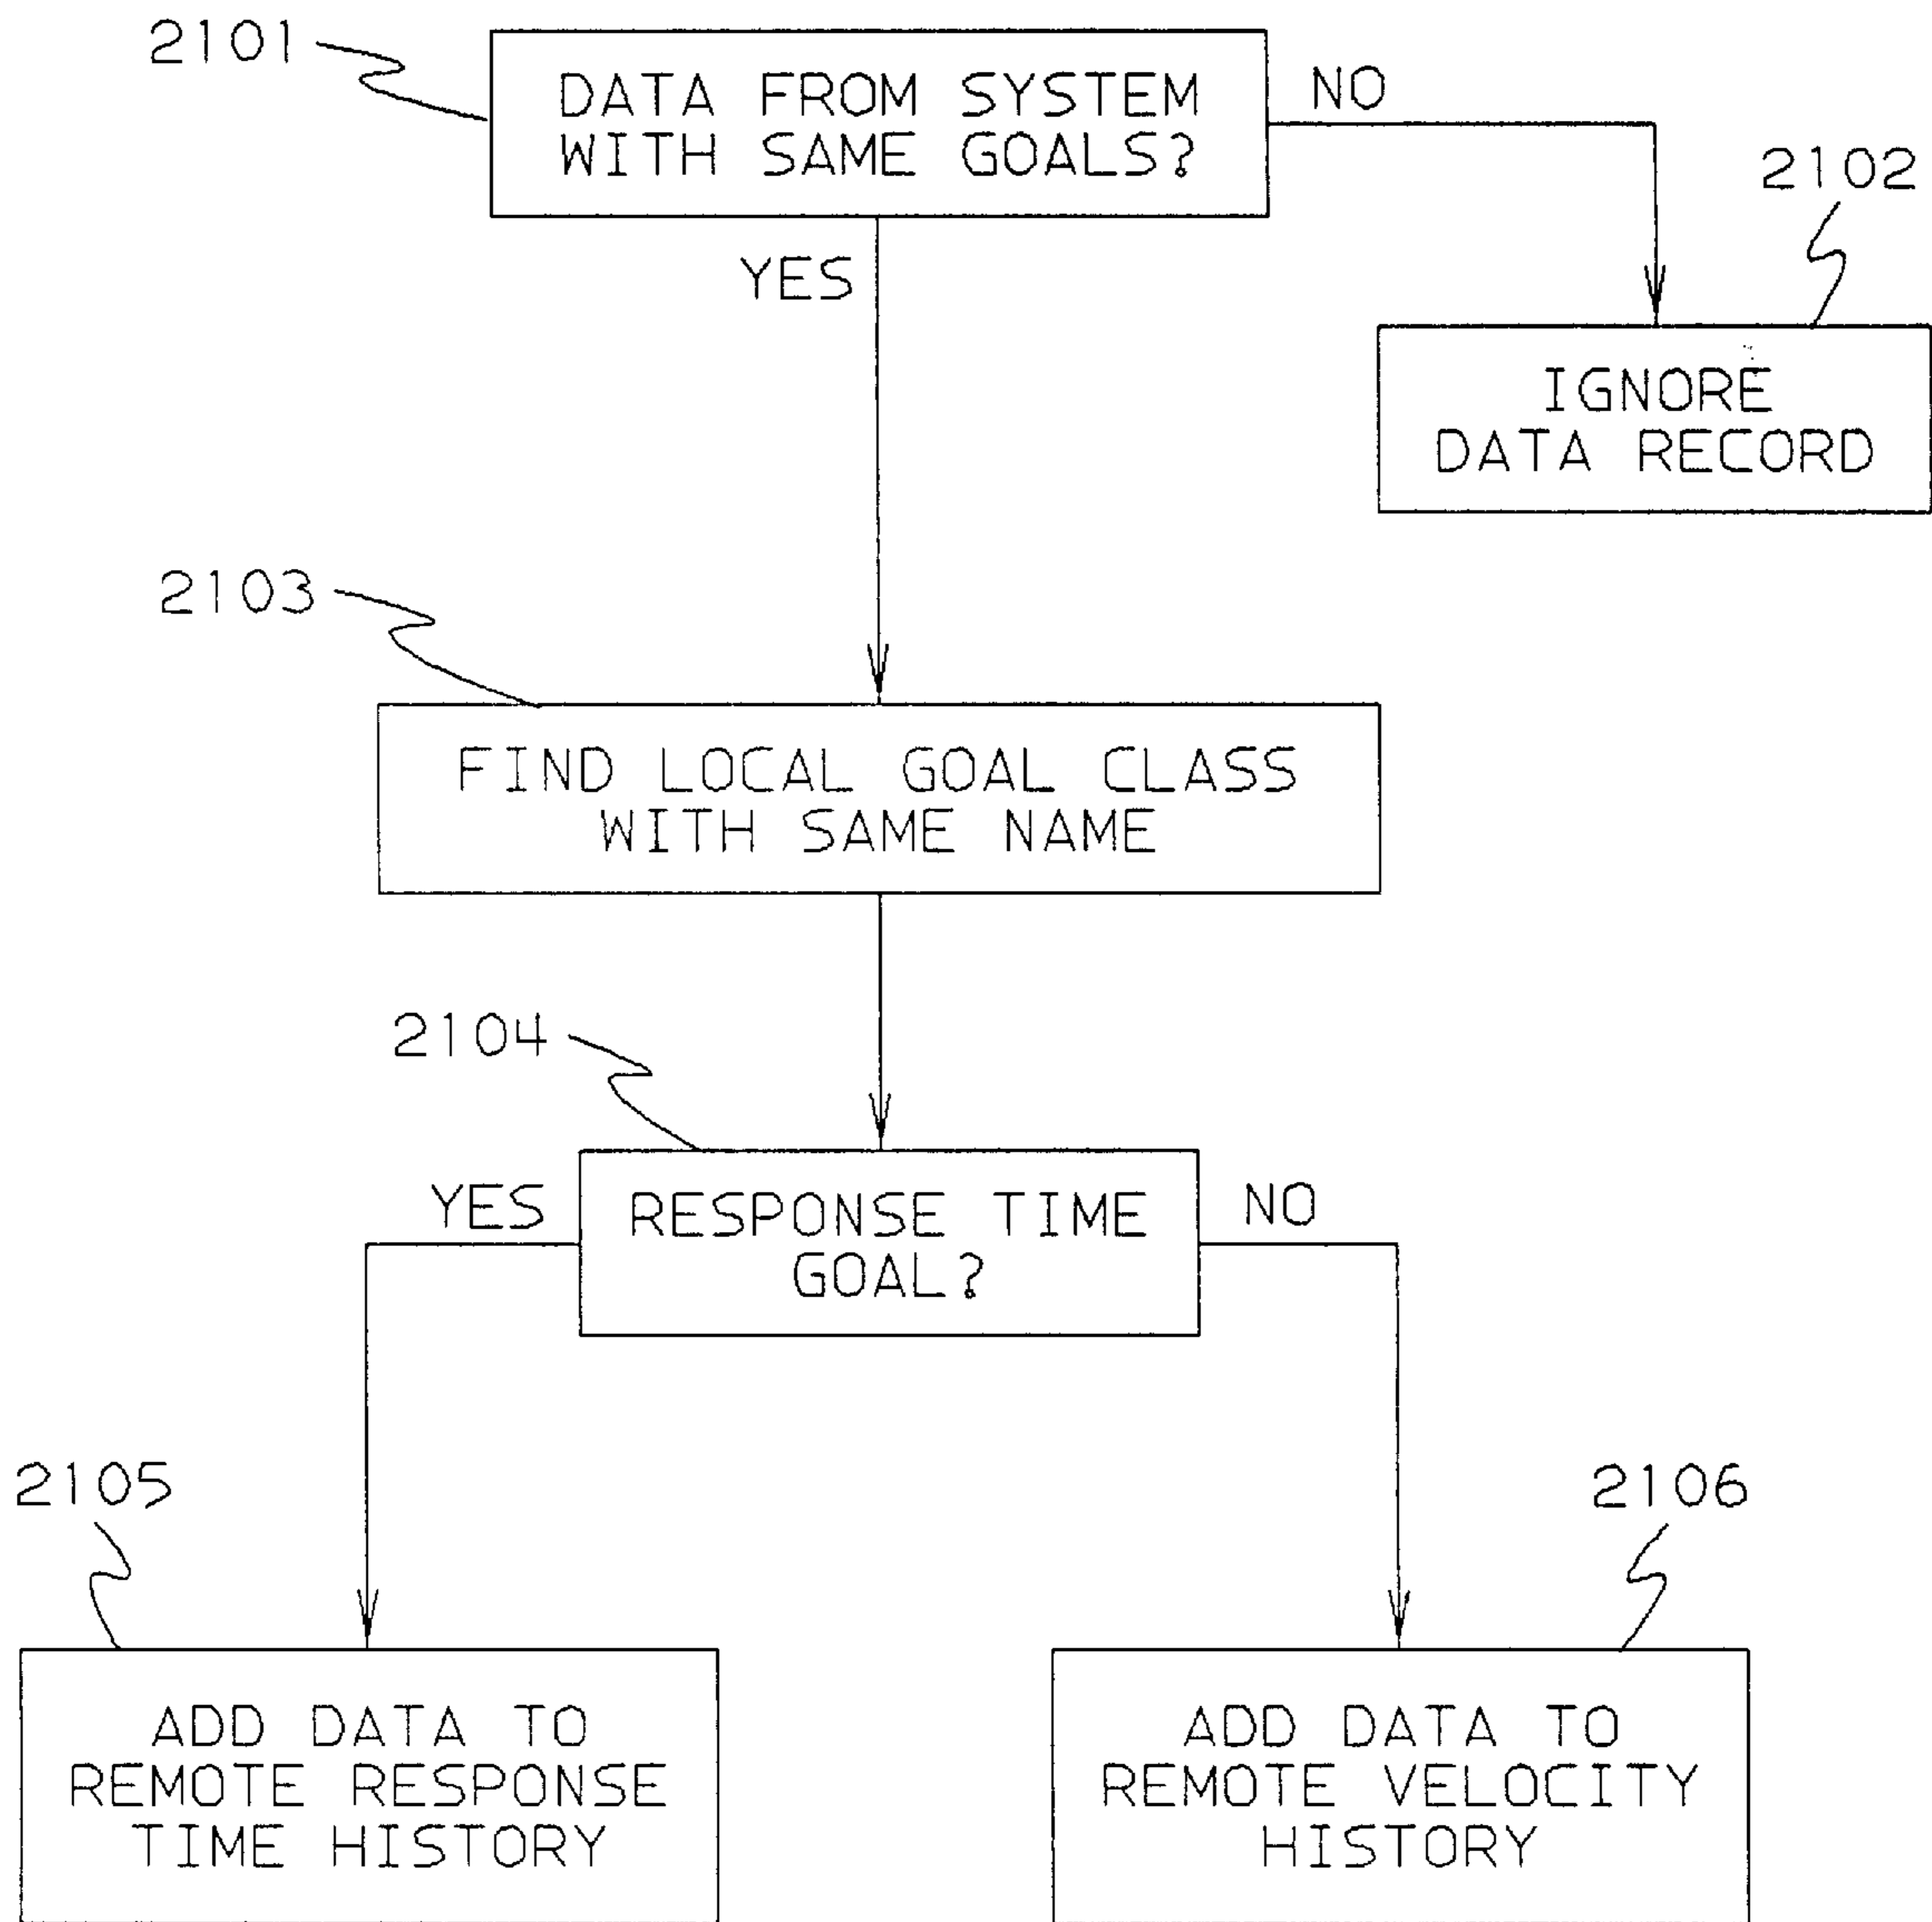 2101
DATA FROM SYSTEM
WITH SAME GOALS?
NO
2102
YES
IGNORE
DATA RECORD
2103
FIND LOCAL GOAL CLASS
WITH SAME NAME
2104
YES
RESPONSE TIME
GOAL?
NO
2105
2106
ADD DATA TO
REMOTE RESPONSE
TIME HISTORY
ADD DATA TO
REMOTE VELOCITY
HISTORY